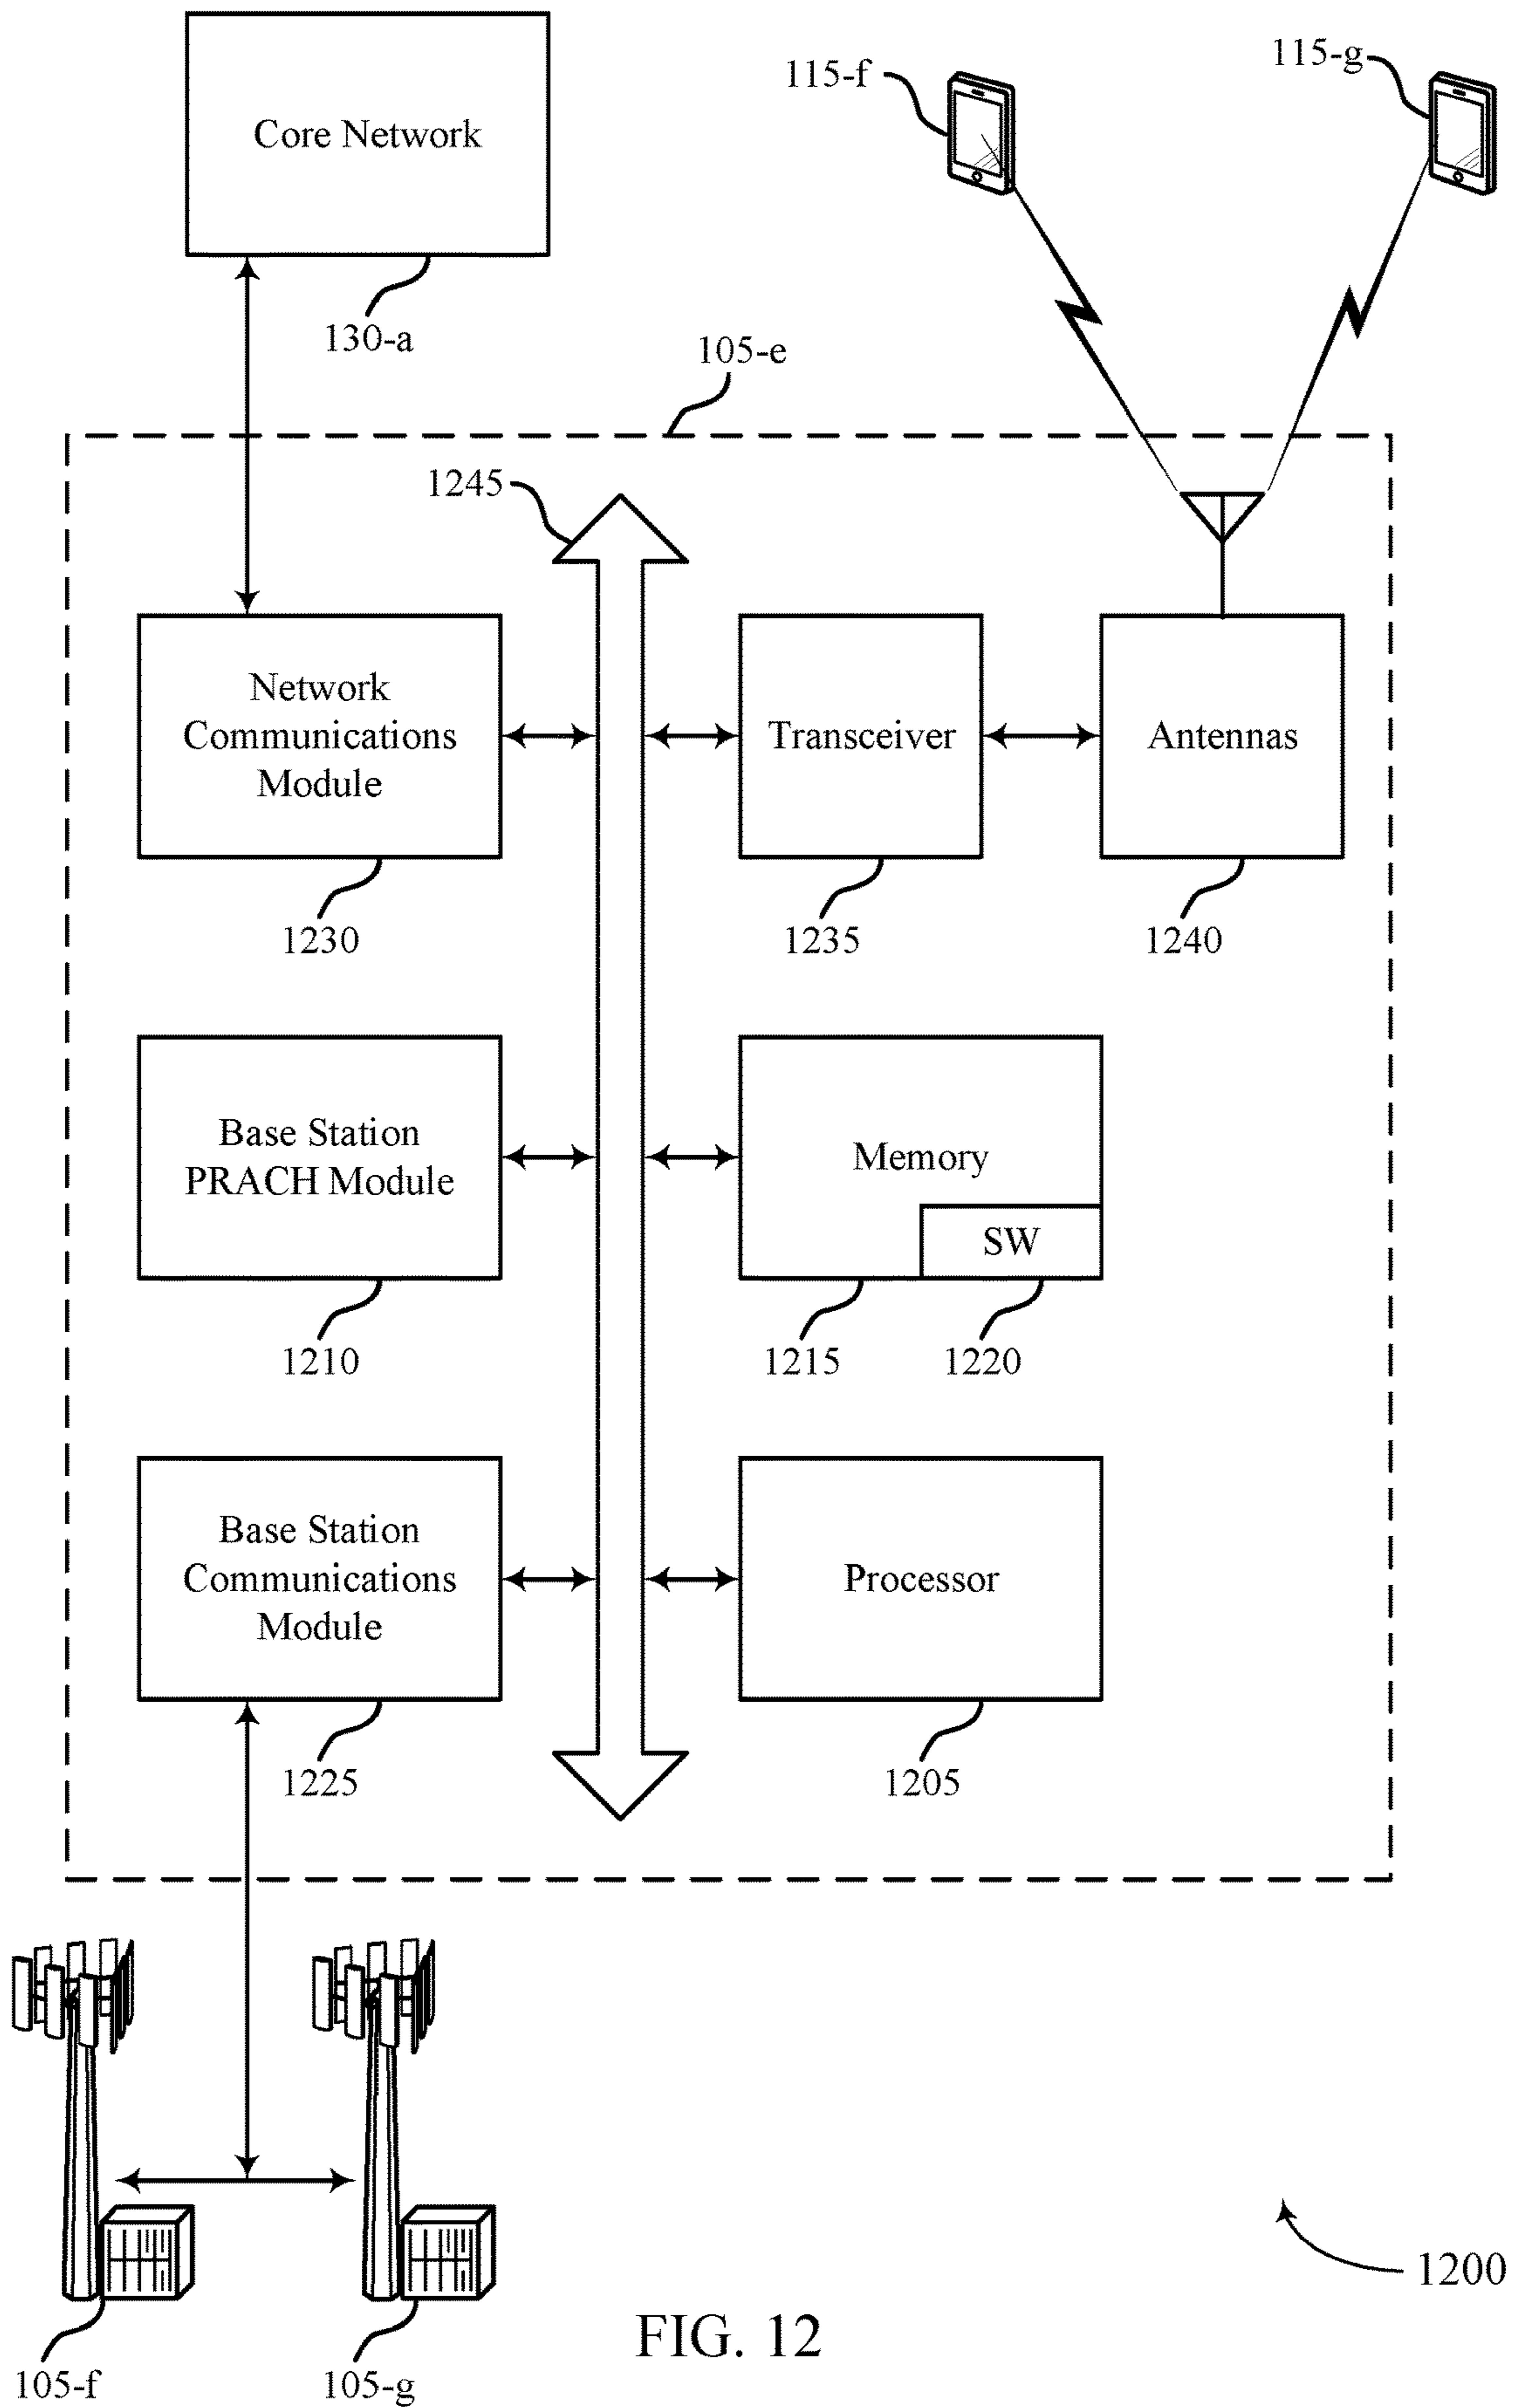 Core Network
130-a
115-f
115-g
105-e
1245
Network
Communications
Module
1230
Transceiver
1235
Antennas
1240
Base Station
PRACH Module
1210
Memory
SW
1215
1220
Base Station
Communications
Module
1225
Processor
1205
105-f
105-g
1200
FIG. 12